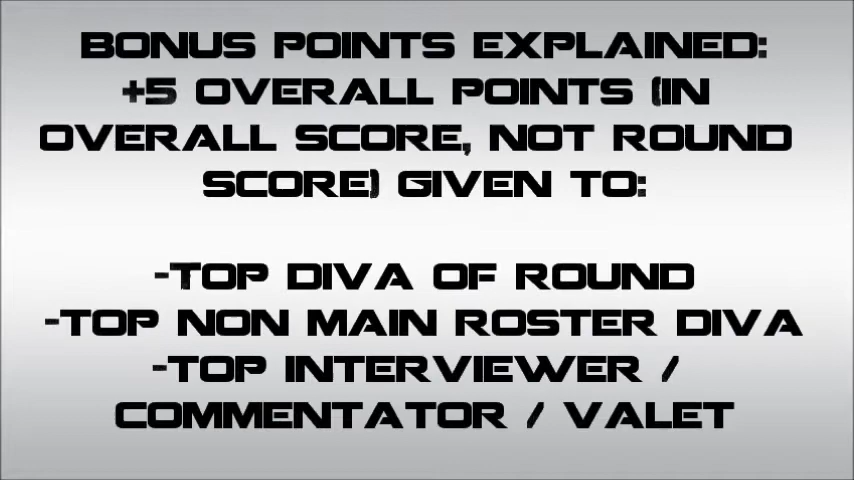 BONUS POINTS EXPLAINED:
+5 OVERALL POINTS (IN
OVERALL SCORE, NOT ROUND
SCORE) GIVEN TO:
-TOP DIVA OF ROUND
-TOP NON MAIN ROSTER DIVA
-TOP INTERVIEWER /
COMMENTATOR / VALET